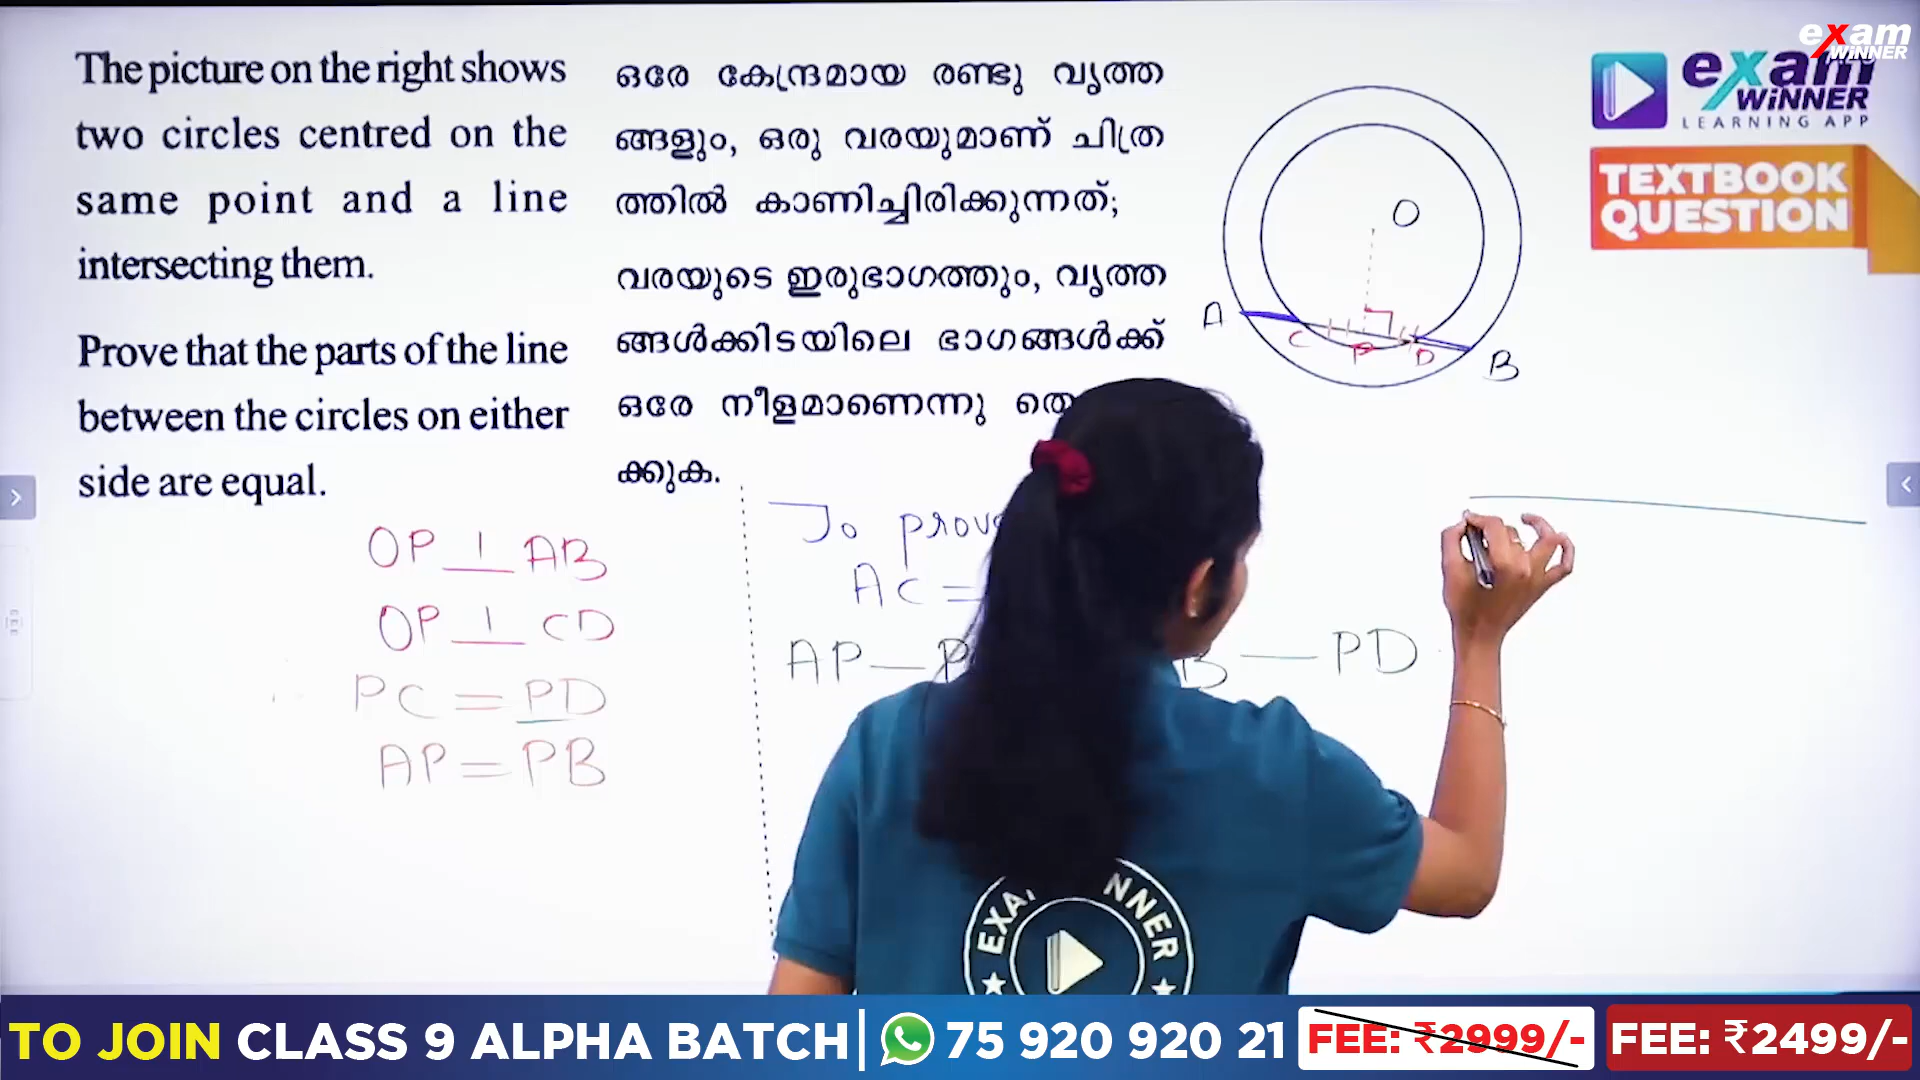 The picture on the right shows
two circles centred on the
same point and a line
intersecting them.
Prove that the parts of the line
between the circles on either
side are equal.
ഒരേ കേന്ദ്രമായ രണ്ടു വൃത്ത
ങ്ങളും, ഒരു വരയുമാണ് ചിത്ര
ത്തിൽ കാണിച്ചിരിക്കുന്നത്;
വരയുടെ ഇരുഭാഗത്തും, വൃത്ത
ങ്ങൾക്കിടയിലെ ഭാഗങ്ങൾക്ക്
ഒരേ നീളമാണെന്നു തെ
ക്കുക.
O
A
C
P
D
B
exam
WiNNER
exam
WiNNER
LEARNING APP
TEXTBOOK
QUESTION
OP ⊥ AB
OP ⊥ CD
PC = PD
AP = PB
To prove
AC =
AP — P
B — PD
EXA NNER
TO JOIN CLASS 9 ALPHA BATCH
75 920 920 21
FEE: ₹2999/-
FEE: ₹2499/-